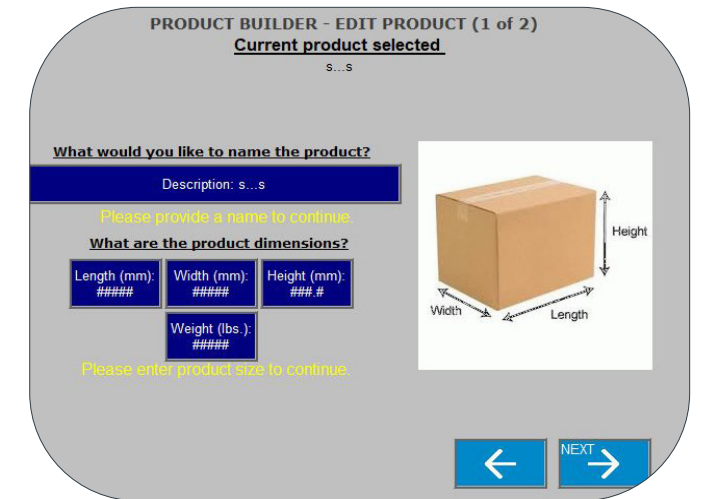 PRODUCT BUILDER - EDIT PRODUCT (1 of 2)
Current product selected
s...s
What would you like to name the product?
Description: s...s
Please provide a name to continue.
What are the product dimensions?
Length (mm):
#####
Width (mm):
#####
Height (mm):
###.#
Weight (lbs.):
#####
Please enter product size to continue.
Height
Width
Length
NEXT